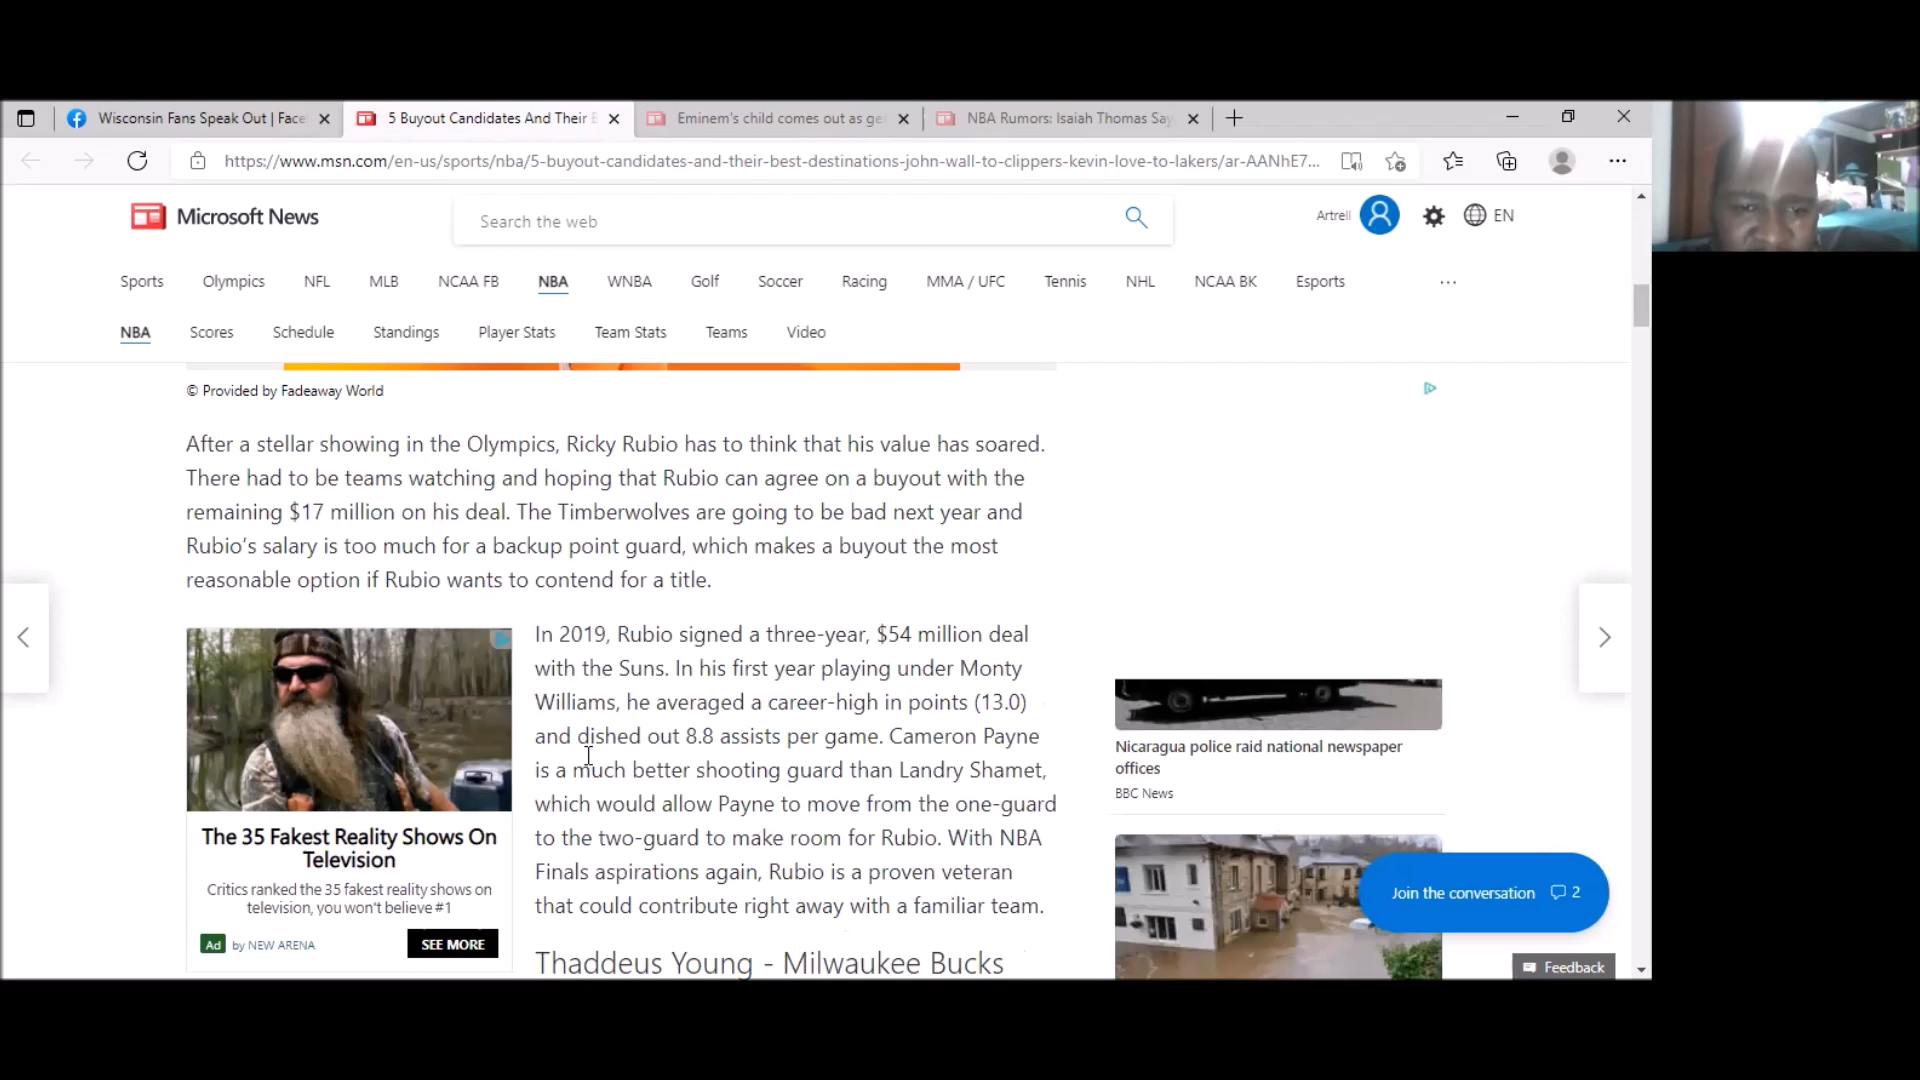 Wisconsin Fans Speak Out | Face
5 Buyout Candidates And Their B
Eminem's child comes out as ge
NBA Rumors: Isaiah Thomas Say
https://www.msn.com/en-us/sports/nba/5-buyout-candidates-and-their-best-destinations-john-wall-to-clippers-kevin-love-to-lakers/ar-AANhE7...
Microsoft News
Search the web
Artrell
EN
Sports Olympics NFL MLB NCAA FB NBA WNBA Golf Soccer Racing MMA / UFC Tennis NHL NCAA BK Esports ...
NBA Scores Schedule Standings Player Stats Team Stats Teams Video
© Provided by Fadeaway World
After a stellar showing in the Olympics, Ricky Rubio has to think that his value has soared.
There had to be teams watching and hoping that Rubio can agree on a buyout with the
remaining $17 million on his deal. The Timberwolves are going to be bad next year and
Rubio's salary is too much for a backup point guard, which makes a buyout the most
reasonable option if Rubio wants to contend for a title.
In 2019, Rubio signed a three-year, $54 million deal
with the Suns. In his first year playing under Monty
Williams, he averaged a career-high in points (13.0)
and dished out 8.8 assists per game. Cameron Payne
is a much better shooting guard than Landry Shamet,
which would allow Payne to move from the one-guard
to the two-guard to make room for Rubio. With NBA
Finals aspirations again, Rubio is a proven veteran
that could contribute right away with a familiar team.
Thaddeus Young - Milwaukee Bucks
The 35 Fakest Reality Shows On
Television
Critics ranked the 35 fakest reality shows on
television, you won't believe #1
Ad by NEW ARENA
SEE MORE
Nicaragua police raid national newspaper
offices
BBC News
Join the conversation 2
Feedback